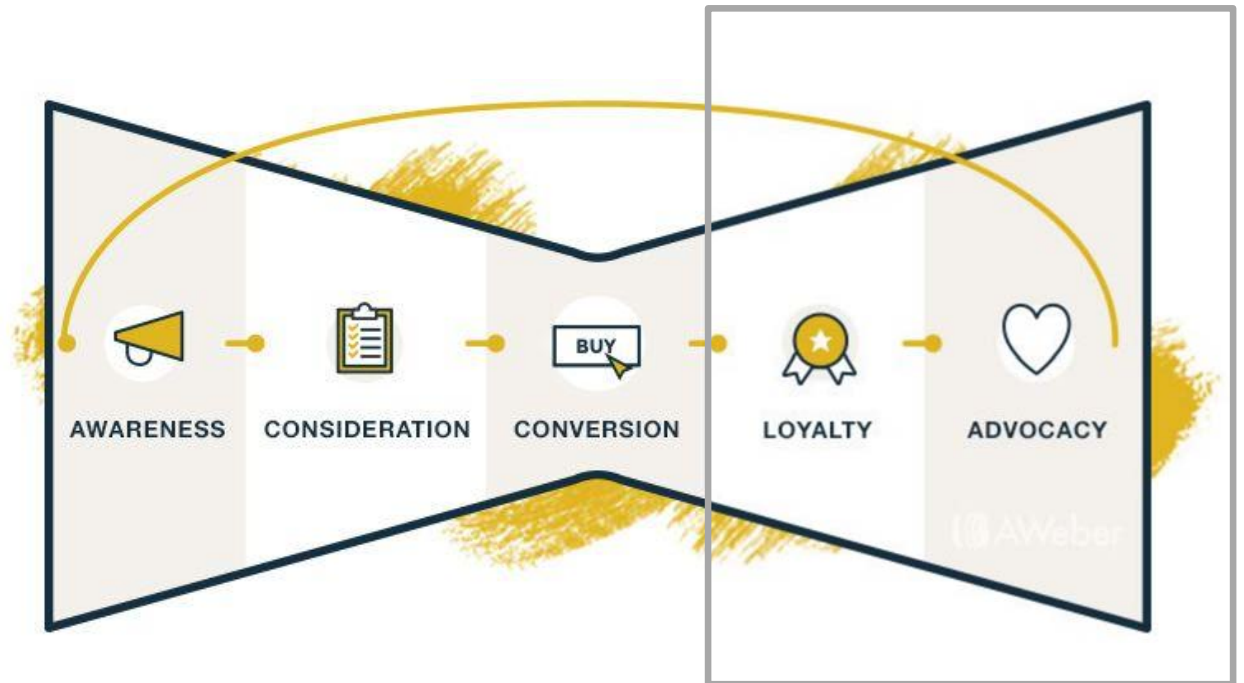 BUY
AWARENESS
CONSIDERATION
CONVERSION
LOYALTY
ADVOCACY
AWeber